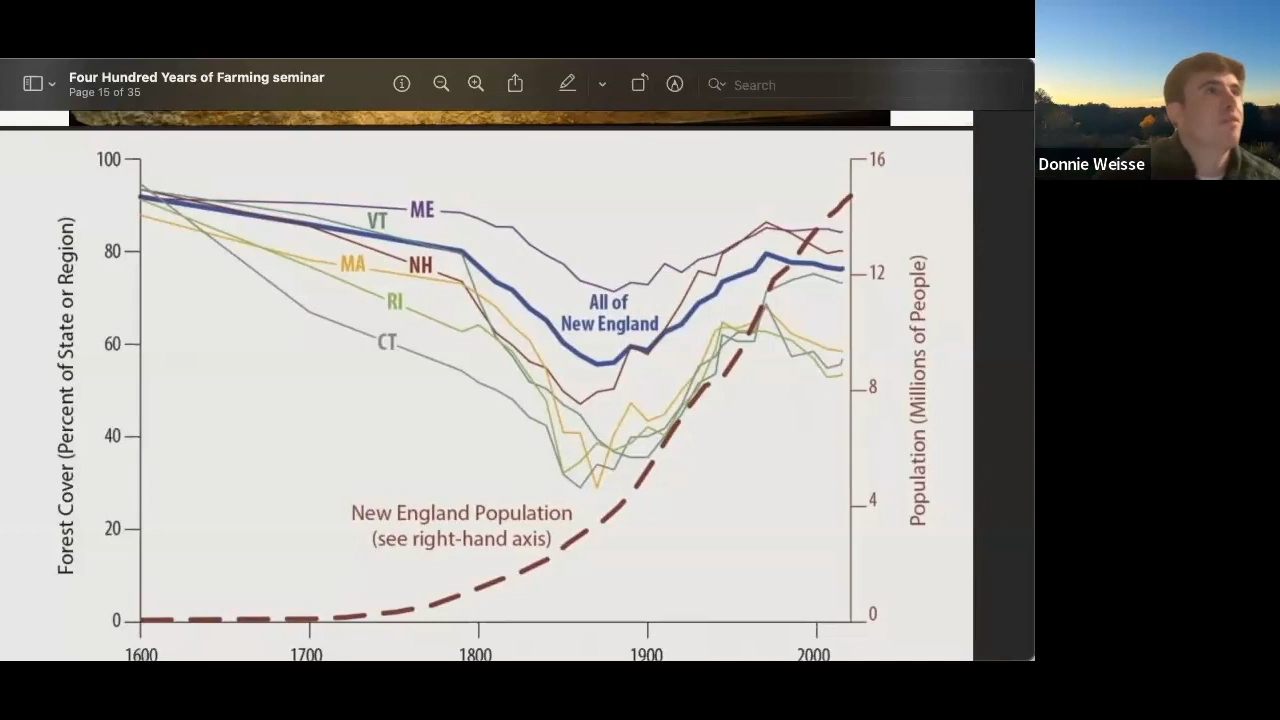 Four Hundred Years of Farming seminar
Page 15 of 35
Search
Donnie Weisse
100
80
60
40
20
0
Forest Cover (Percent of State or Region)
16
12
8
4
0
Population (Millions of People)
ME
VT
MA
NH
RI
CT
All of
New England
New England Population
(see right-hand axis)
1600
1700
1800
1900
2000